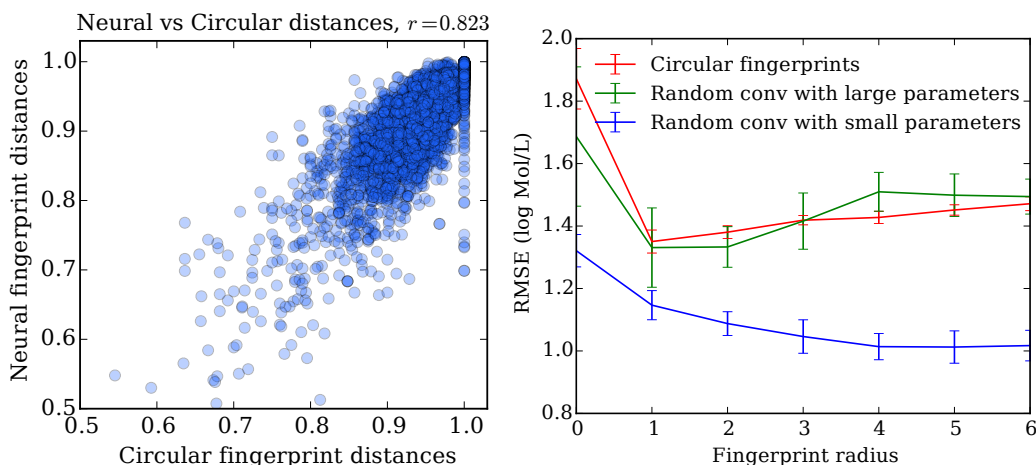 Neural vs Circular distances, r=0.823
Neural fingerprint distances
1.0
0.9
0.8
0.7
0.6
0.5
0.5 0.6 0.7 0.8 0.9 1.0
Circular fingerprint distances
RMSE (log Mol/L)
2.0
1.8
1.6
1.4
1.2
1.0
0.8
Circular fingerprints
Random conv with large parameters
Random conv with small parameters
0 1 2 3 4 5 6
Fingerprint radius